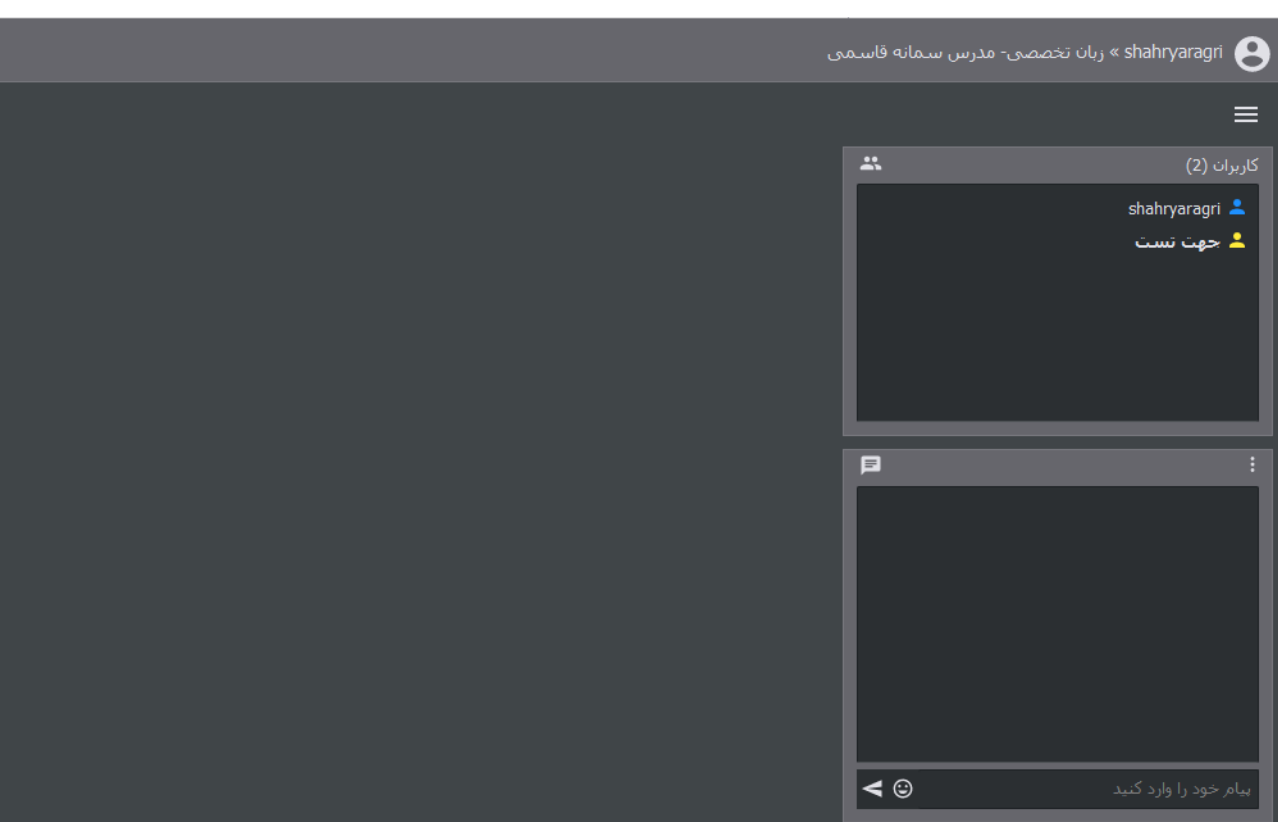 shahryaragri » زبان تخصصی- مدرس سمانه قاسمی
کاربران (2)
shahryaragri
جهت تست
پیام خود را وارد کنید